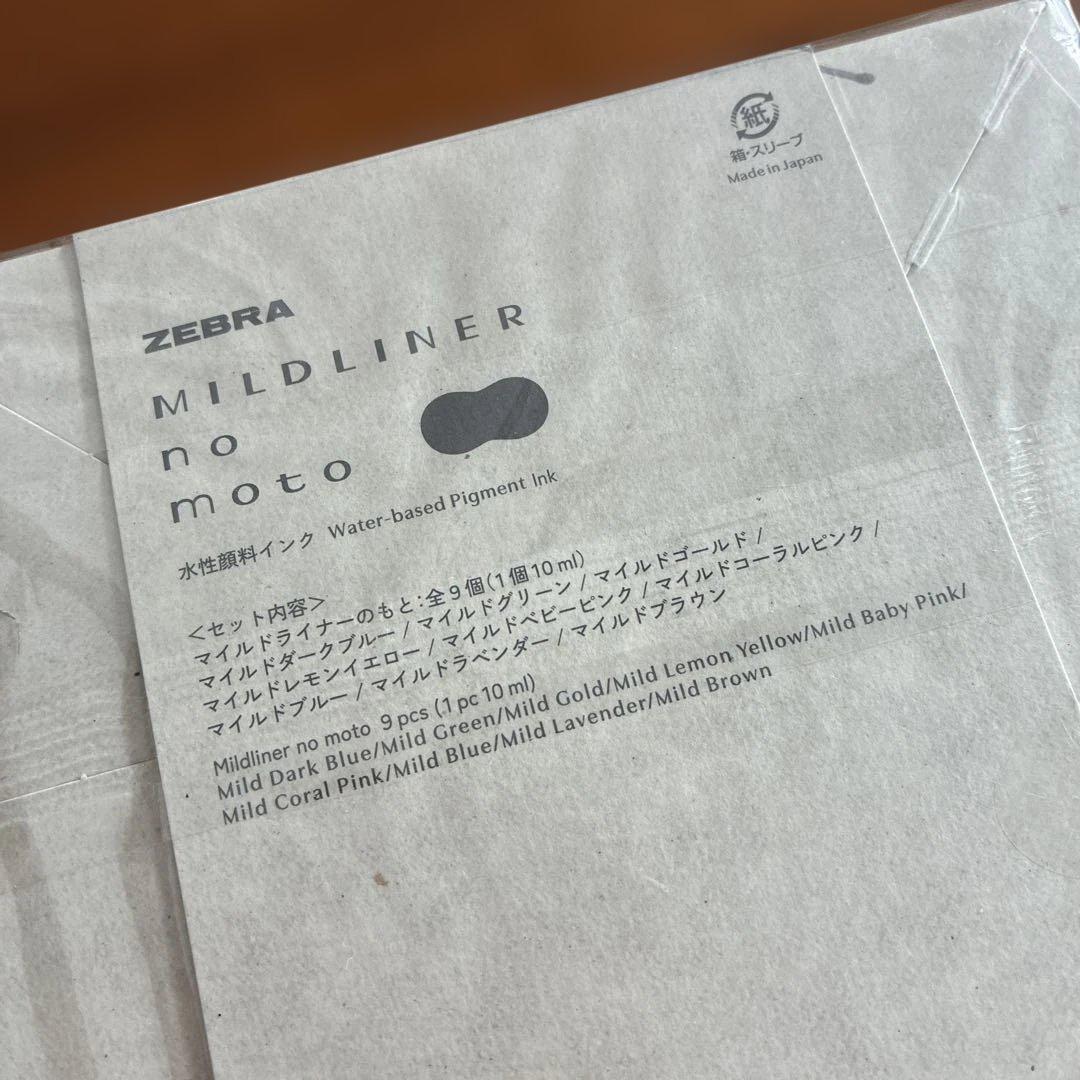 紙
箱・スリーブ
Made in Japan
ZEBRA
MILDLINER
no
moto
水性顔料インク Water-based Pigment Ink
<セット内容>
マイルドライナーのもと:全9個(1個10ml)
マイルドダークブルー / マイルドグリーン / マイルドゴールド /
マイルドレモンイエロー / マイルドベビーピンク / マイルドコーラルピンク /
マイルドブルー / マイルドラベンダー / マイルドブラウン
Mildliner no moto 9 pcs (1 pc 10 ml)
Mild Dark Blue/Mild Green/Mild Gold/Mild Lemon Yellow/Mild Baby Pink/
Mild Coral Pink/Mild Blue/Mild Lavender/Mild Brown